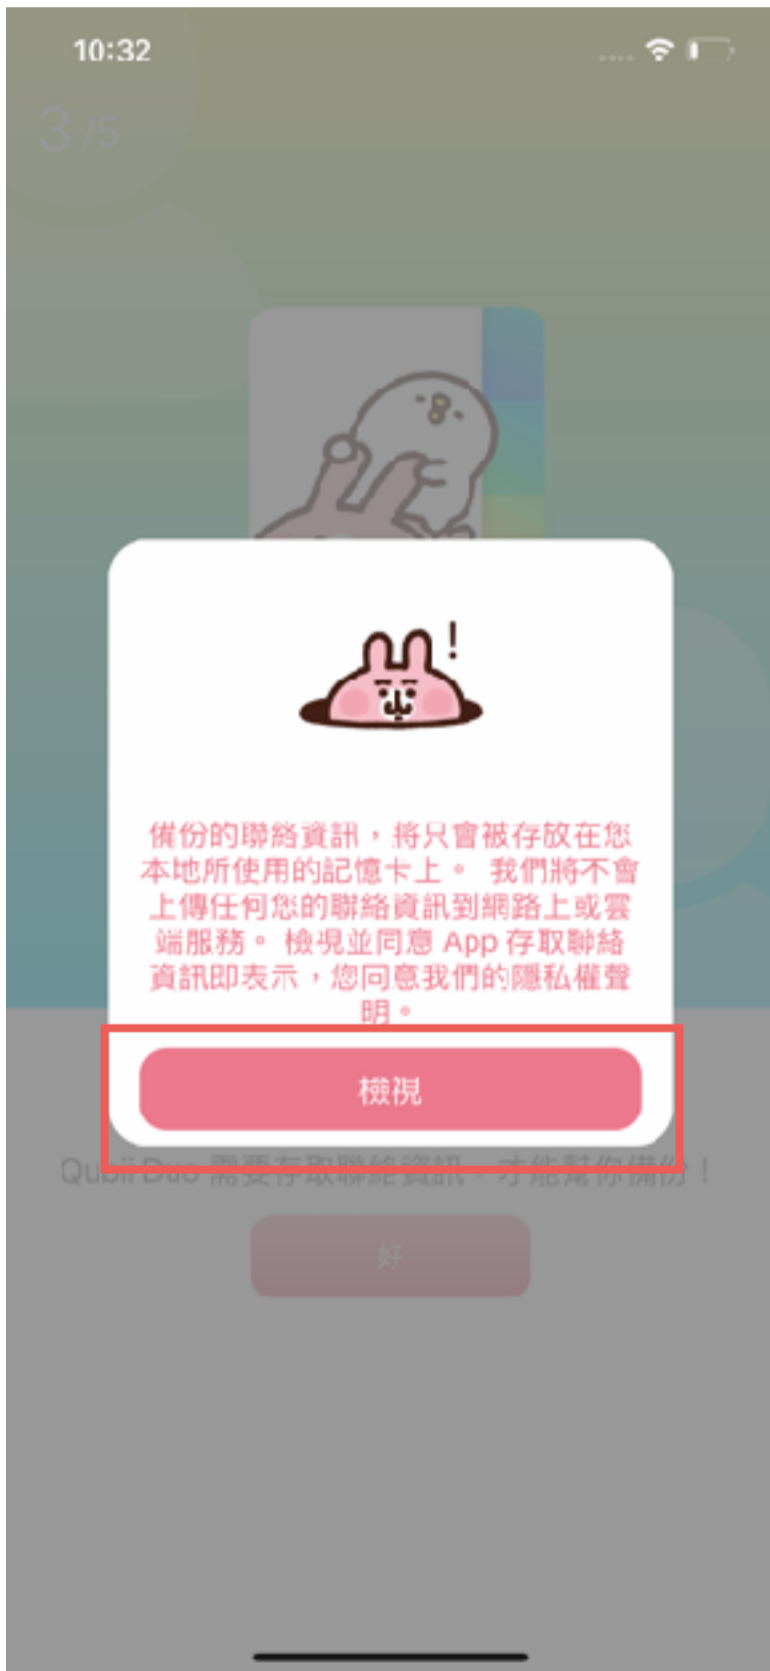 10:32
3 /5
!
備份的聯絡資訊，將只會被存放在您
本地所使用的記憶卡上。 我們將不會
上傳任何您的聯絡資訊到網路上或雲
端服務。 檢視並同意 App 存取聯絡
資訊即表示，您同意我們的隱私權聲
明。
檢視
Qubii Duo 需要存取聯絡資訊，才能幫你備份！
好